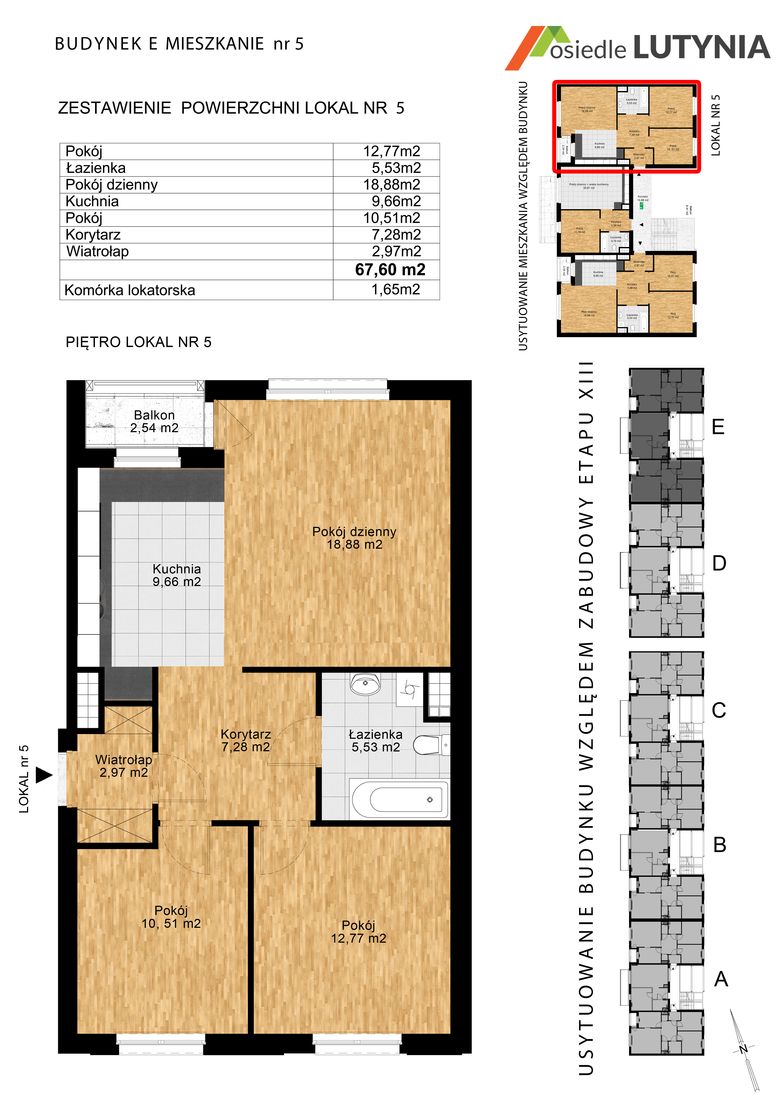 BUDYNEK E MIESZKANIE nr 5
osiedle LUTYNIA
ZESTAWIENIE POWIERZCHNI LOKAL NR 5
Pokój 12,77m2
Łazienka 5,53m2
Pokój dzienny 18,88m2
Kuchnia 9,66m2
Pokój 10,51m2
Korytarz 7,28m2
Wiatrołap 2,97m2
67,60 m2
Komórka lokatorska 1,65m2
PIĘTRO LOKAL NR 5
USYTUOWANIE MIESZKANIA WZGLĘDEM BUDYNKU
LOKAL NR 5
Balkon
2,54 m2
Pokój dzienny
18,88 m2
Kuchnia
9,66 m2
Korytarz
7,28 m2
Łazienka
5,53 m2
Wiatrołap
2,97 m2
LOKAL nr 5
Pokój
10, 51 m2
Pokój
12,77 m2
USYTUOWANIE BUDYNKU WZGLĘDEM ZABUDOWY ETAPU XIII
E
D
C
B
A
N